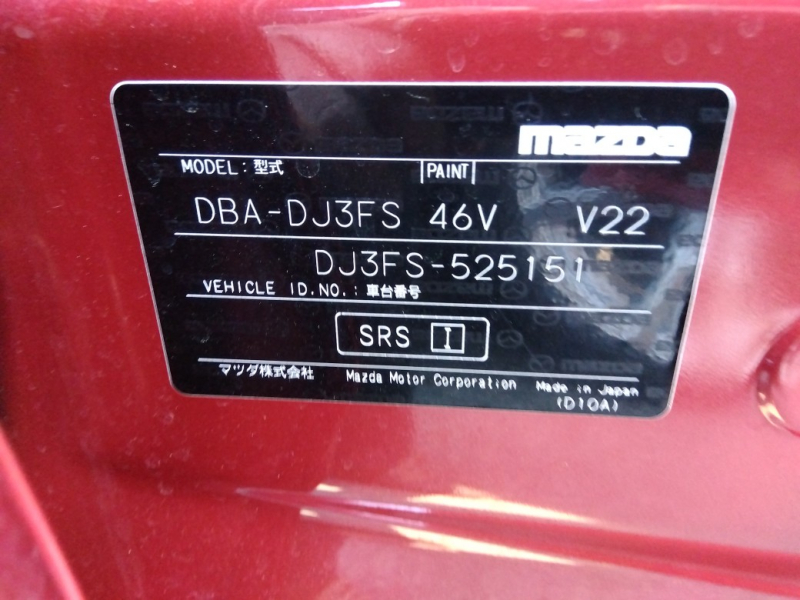 mazda
MODEL:型式 PAINT
DBA-DJ3FS 46V V22
DJ3FS-525151
VEHICLE ID.NO.:車台番号
SRS I
マツダ株式会社 Mazda Motor Corporation Made in Japan
(D10A)